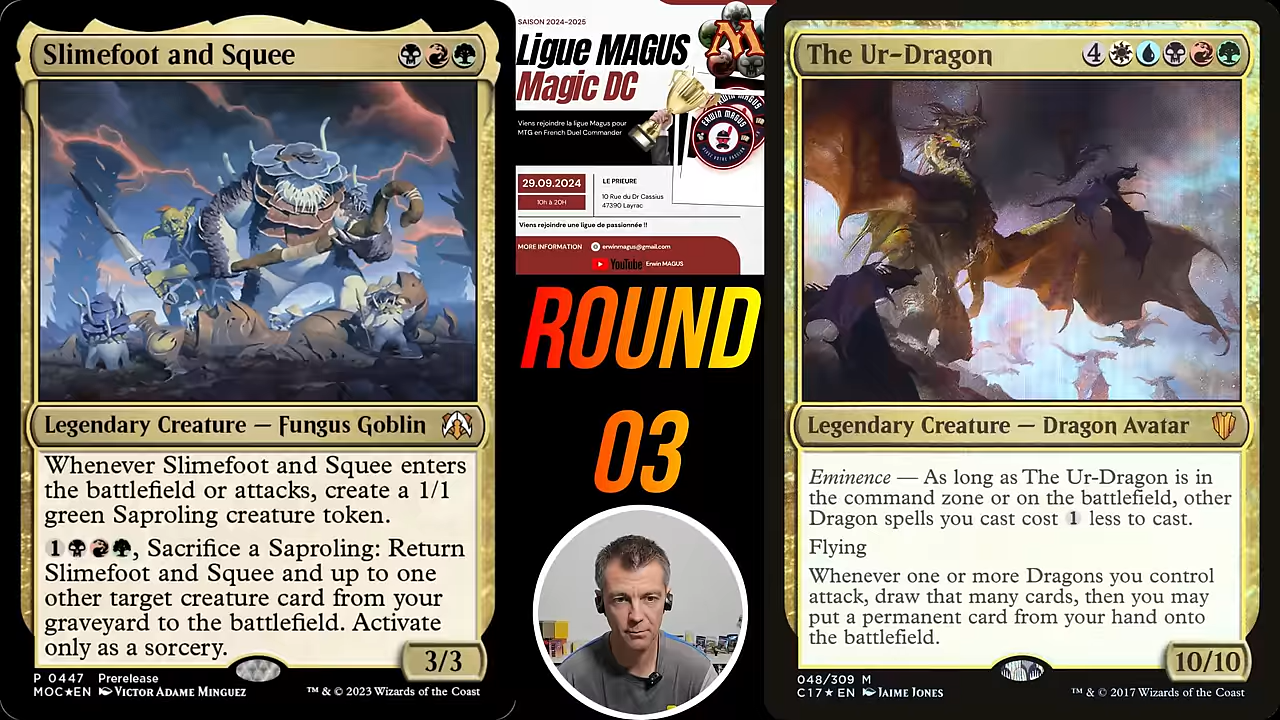 Slimefoot and Squee
Legendary Creature — Fungus Goblin
Whenever Slimefoot and Squee enters
the battlefield or attacks, create a 1/1
green Saproling creature token.
1, Sacrifice a Saproling: Return
Slimefoot and Squee and up to one
other target creature card from your
graveyard to the battlefield. Activate
only as a sorcery.
3/3
P 0447 Prerelease
MOC★EN Victor Adame Minguez
™ & © 2023 Wizards of the Coast
SAISON 2024-2025
Ligue MAGUS
Magic DC
M
Viens rejoindre la ligue Magus pour
MTG en French Duel Commander
ERWIN MAGUS
29.09.2024
10h à 20H
LE PRIEURE
10 Rue du Dr Cassius
47390 Layrac
Viens rejoindre une ligue de passionnée !!
MORE INFORMATION
erwinmagus@gmail.com
YouTube Erwin MAGUS
ROUND
03
The Ur-Dragon
4
Legendary Creature — Dragon Avatar
Eminence — As long as The Ur-Dragon is in
the command zone or on the battlefield, other
Dragon spells you cast cost 1 less to cast.
Flying
Whenever one or more Dragons you control
attack, draw that many cards, then you may
put a permanent card from your hand onto
the battlefield.
10/10
048/309 M
C17★EN Jaime Jones
™ & © 2017 Wizards of the Coast